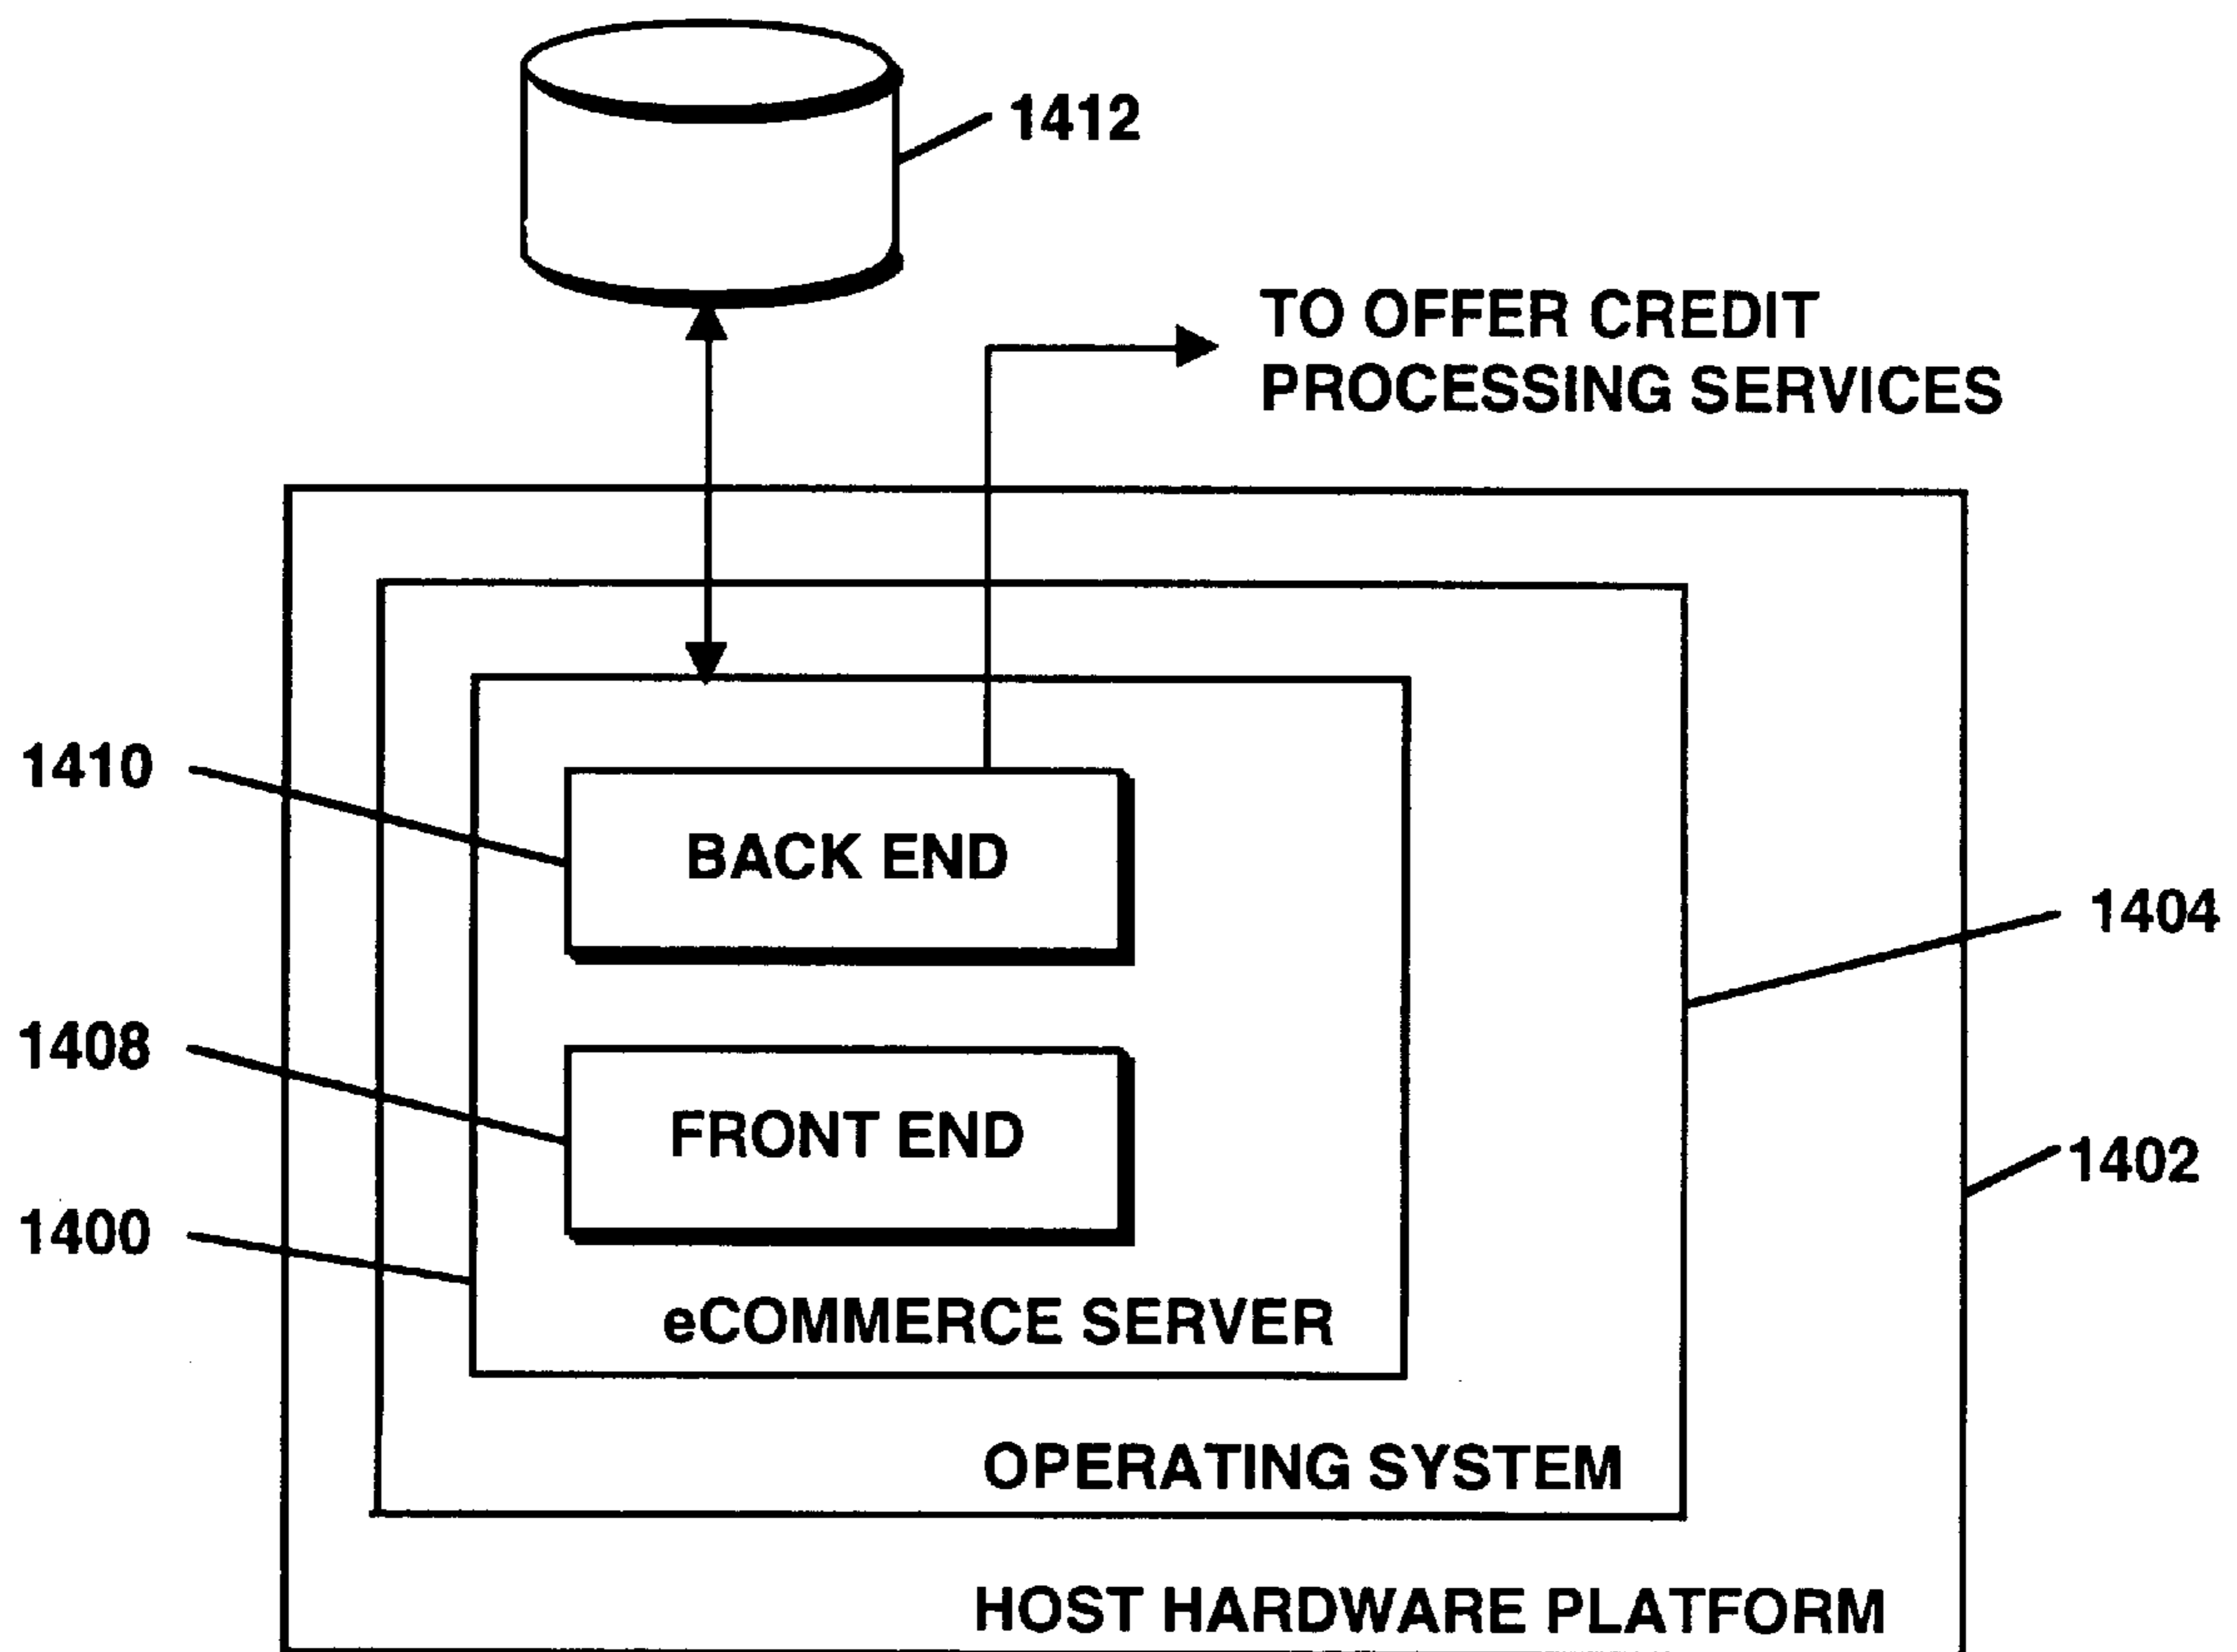 1412
TO OFFER CREDIT
PROCESSING SERVICES
1410
BACK END
1404
1408
FRONT END
1402
1400
eCOMMERCE SERVER
OPERATING SYSTEM
HOST HARDWARE PLATFORM